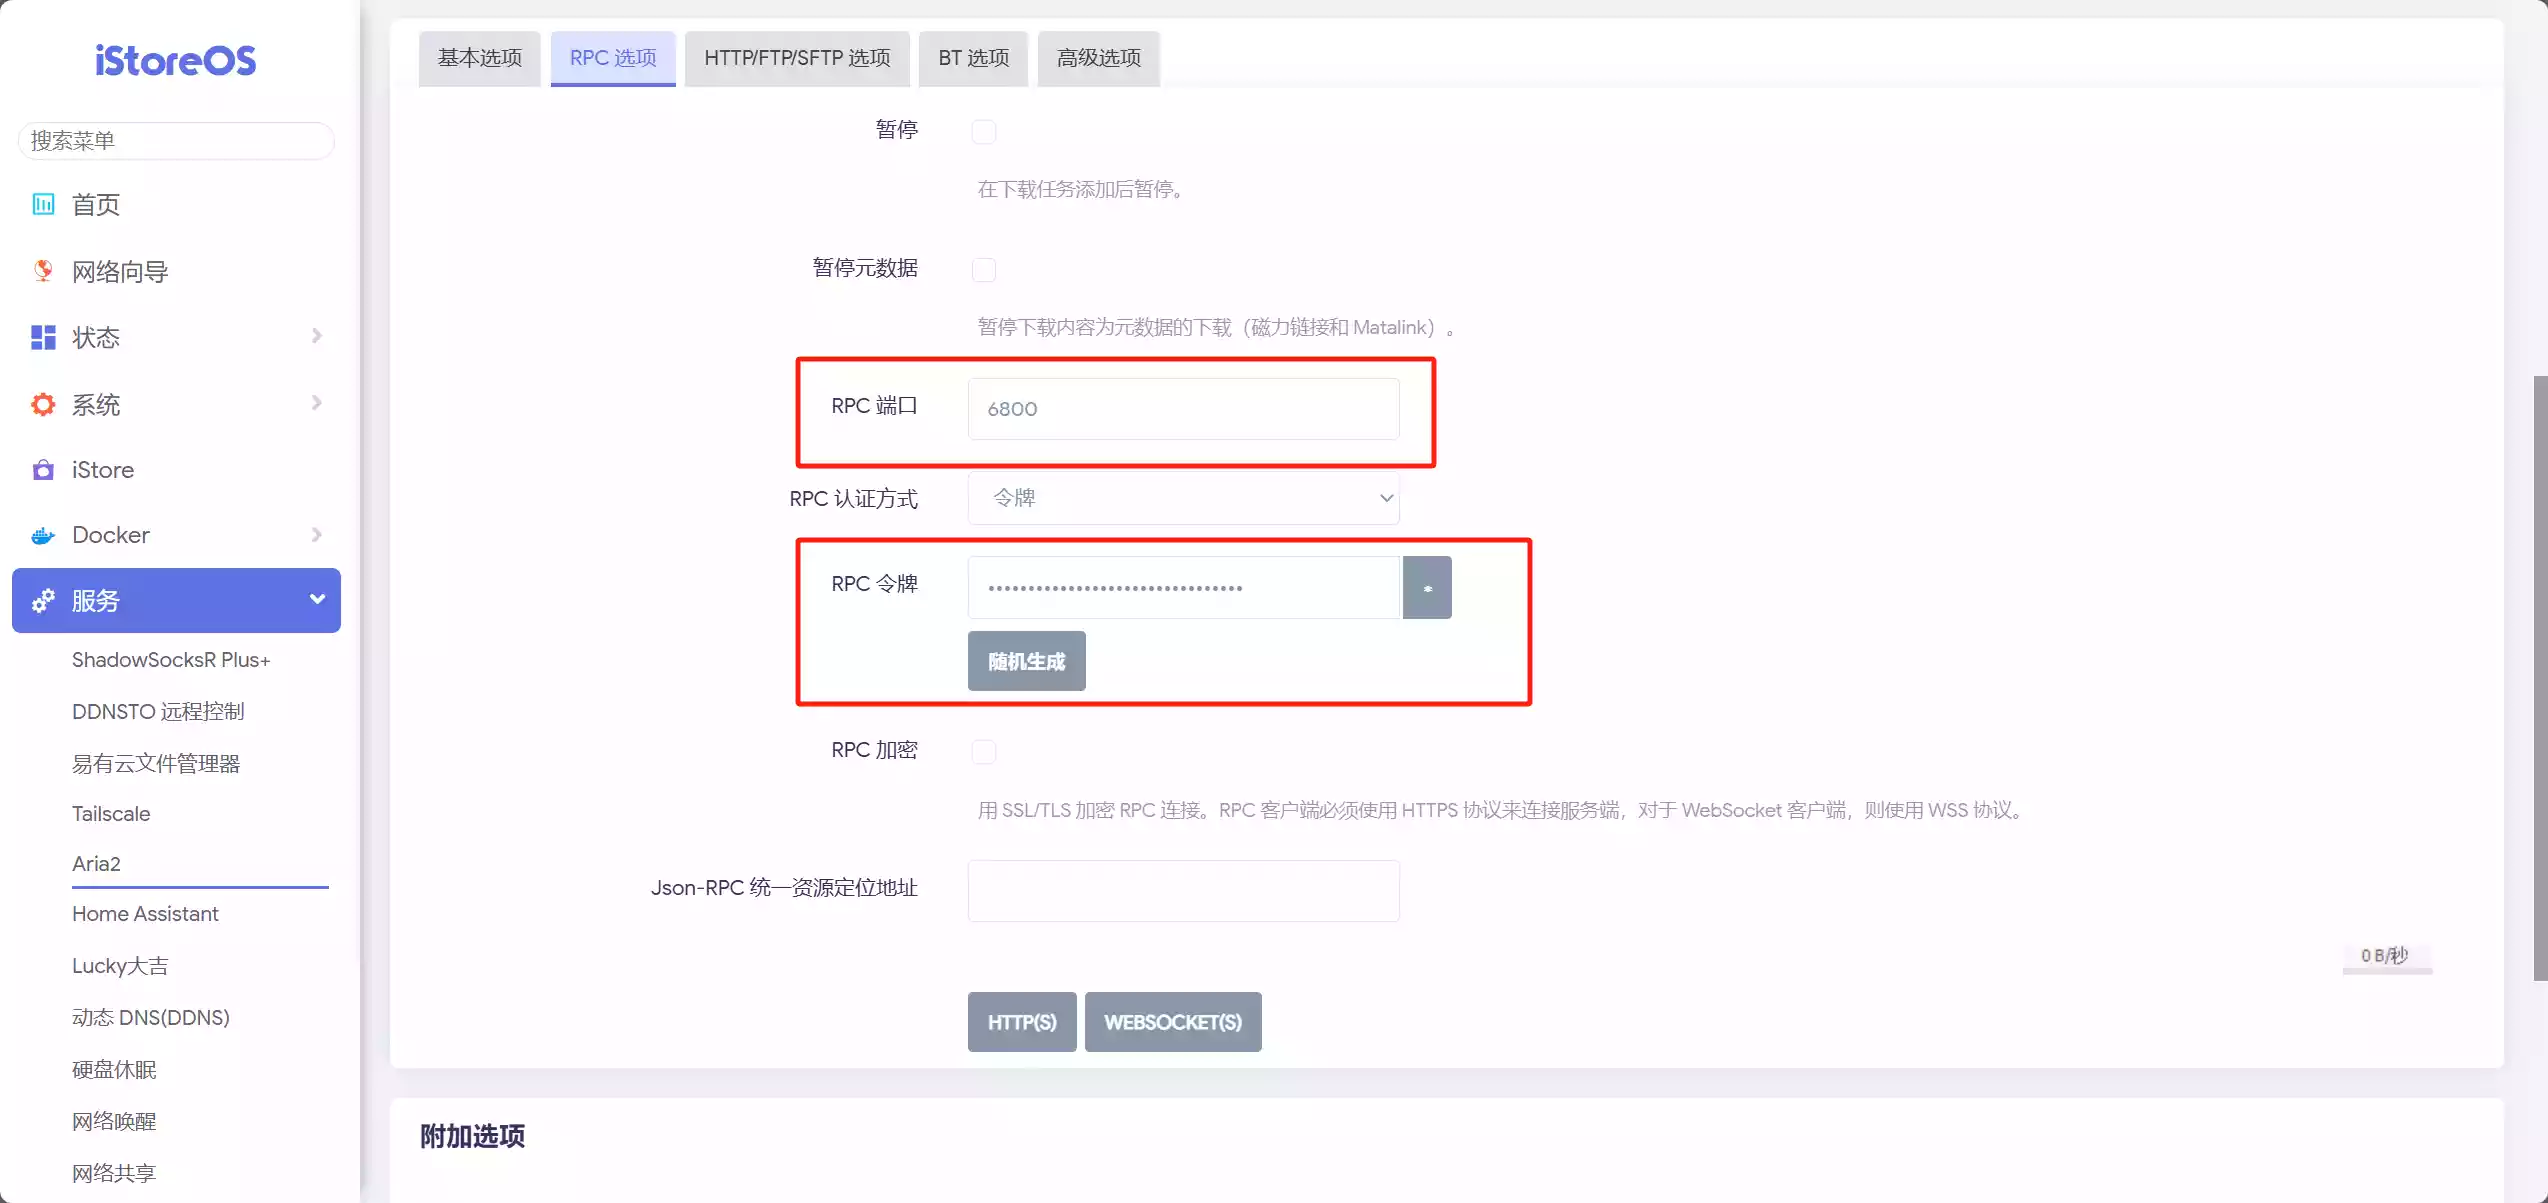 iStoreOS
搜索菜单
首页
网络向导
状态
系统
iStore
Docker
服务
ShadowSocksR Plus+
DDNSTO 远程控制
易有云文件管理器
Tailscale
Aria2
Home Assistant
Lucky大吉
动态 DNS(DDNS)
硬盘休眠
网络唤醒
网络共享
基本选项 RPC 选项 HTTP/FTP/SFTP 选项 BT 选项 高级选项
暂停
在下载任务添加后暂停。
暂停元数据
暂停下载内容为元数据的下载（磁力链接和 Matalink）。
RPC 端口 6800
RPC 认证方式 令牌
RPC 令牌 ••••••••••••••••••••••••••••••••
*
随机生成
RPC 加密
用 SSL/TLS 加密 RPC 连接。RPC 客户端必须使用 HTTPS 协议来连接服务端，对于 WebSocket 客户端，则使用 WSS 协议。
Json-RPC 统一资源定位地址
0 B/秒
HTTP(S) WEBSOCKET(S)
附加选项